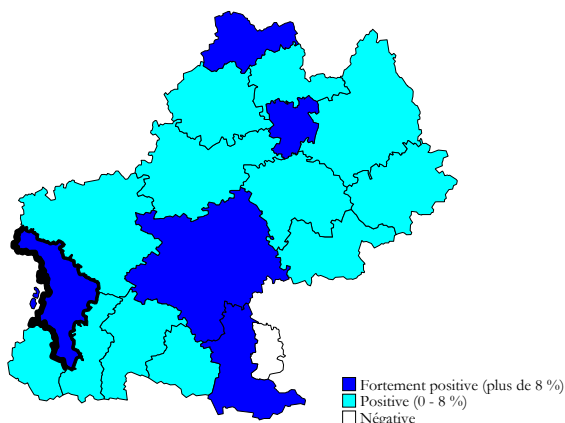 Fortement positive (plus de 8 %)
Positive (0 - 8 %)
Négative